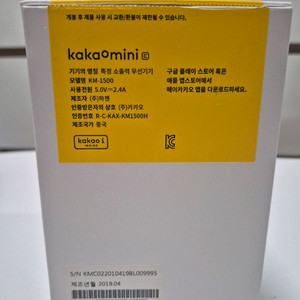 개봉 후 제품 사용 시 교환/환불이 제한될 수 있습니다.
kakaomini C
기기의 명칭 특정 소출력 무선기기
모델명 KM-1500
사용전원 5.0V⎓2.4A
제조자 (주)하젠
인증받은자의 상호 (주)카카오
인증번호 R-C-KAX-KM1500H
제조국가 중국
구글 플레이 스토어 혹은
애플 앱스토어에서
헤이카카오 앱을 다운로드하세요.
kakao i
INSIDE
S/N KMC022010419BL009995
제조년월 2019.04